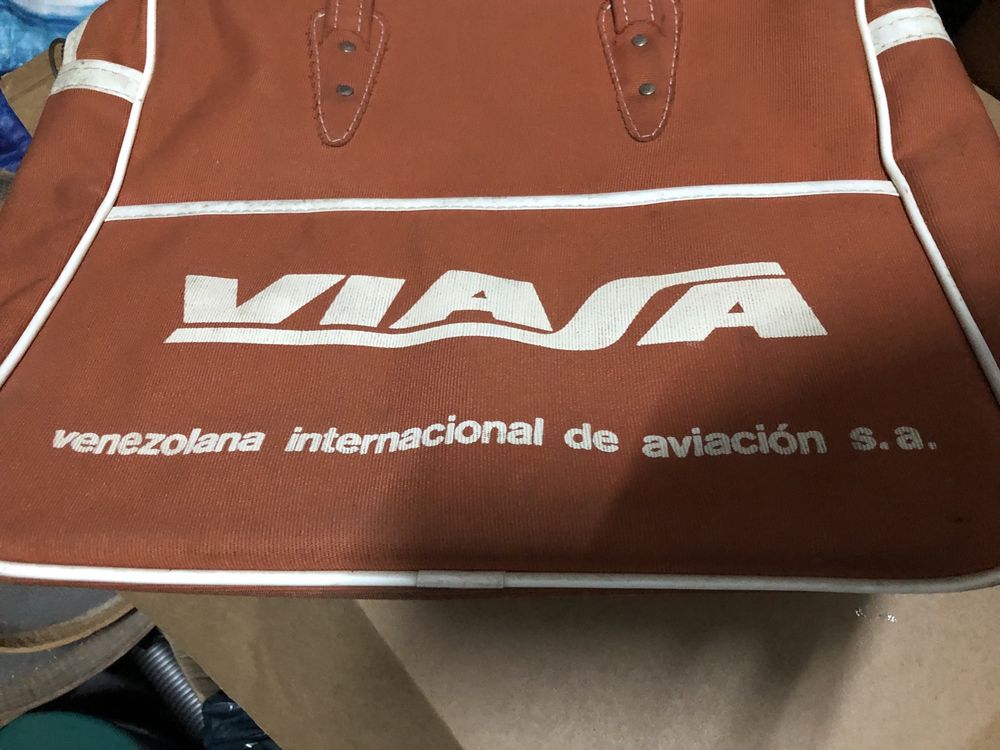 VIASA
venezolana internacional de aviación s.a.